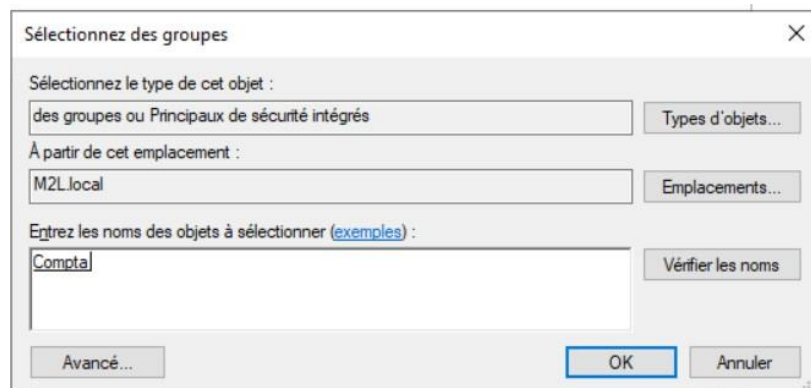 Sélectionnez des groupes
Sélectionnez le type de cet objet :
des groupes ou Principaux de sécurité intégrés
Types d'objets...
À partir de cet emplacement :
M2L.local
Emplacements...
Entrez les noms des objets à sélectionner (exemples) :
Compta
Vérifier les noms
Avancé...
OK
Annuler